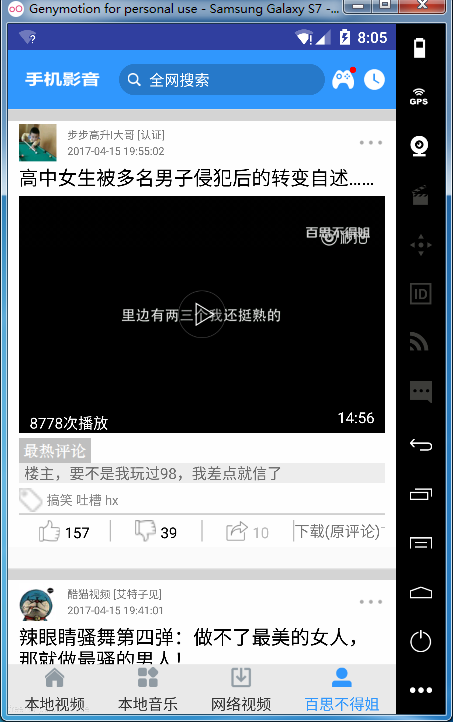 Genymotion for personal use - Samsung Galaxy S7 -...
8:05
手机影音
全网搜索
GPS
步步高升I大哥 [认证]
2017-04-15 19:55:02
高中女生被多名男子侵犯后的转变自述......
百思不得姐
秒拍
里边有两三个我还挺熟的
8778次播放
14:56
最热评论
楼主，要不是我玩过98，我差点就信了
搞笑 吐槽 hx
157
39
10
下载(原评论)
ID
酷猫视频 [艾特子见]
2017-04-15 19:41:01
辣眼睛骚舞第四弹：做不了最美的女人，
那就做最骚的男人！
本地视频
本地音乐
网络视频
百思不得姐